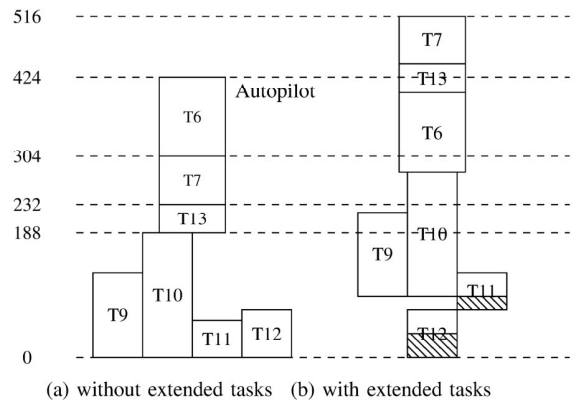 516
T7
424
T13
Autopilot
T6
T6
304
T7
232
T13
188
T9
T10
T10
T9
T11
T11
T12
T12
0
(a) without extended tasks (b) with extended tasks